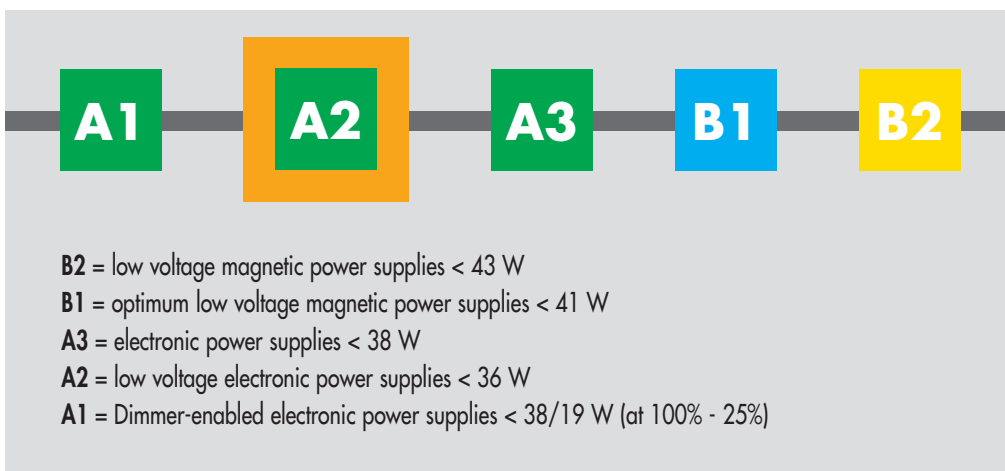 A1 A2 A3 B1 B2
B2 = low voltage magnetic power supplies < 43 W
B1 = optimum low voltage magnetic power supplies < 41 W
A3 = electronic power supplies < 38 W
A2 = low voltage electronic power supplies < 36 W
A1 = Dimmer-enabled electronic power supplies < 38/19 W (at 100% - 25%)